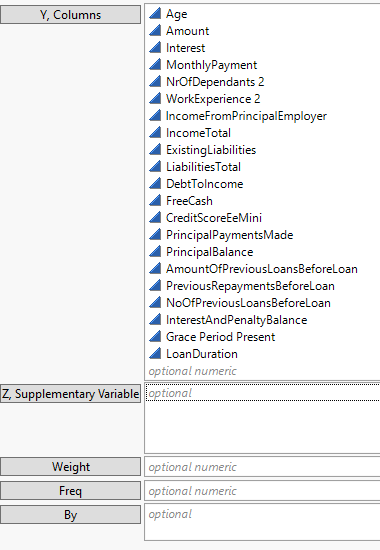 Y, Columns
Age
Amount
Interest
MonthlyPayment
NrOfDependants 2
WorkExperience 2
IncomeFromPrincipalEmployer
IncomeTotal
ExistingLiabilities
LiabilitiesTotal
DebtToIncome
FreeCash
CreditScoreEeMini
PrincipalPaymentsMade
PrincipalBalance
AmountOfPreviousLoansBeforeLoan
PreviousRepaymentsBeforeLoan
NoOfPreviousLoansBeforeLoan
InterestAndPenaltyBalance
Grace Period Present
LoanDuration
optional numeric
Z, Supplementary Variable optional
Weight optional numeric
Freq optional numeric
By optional